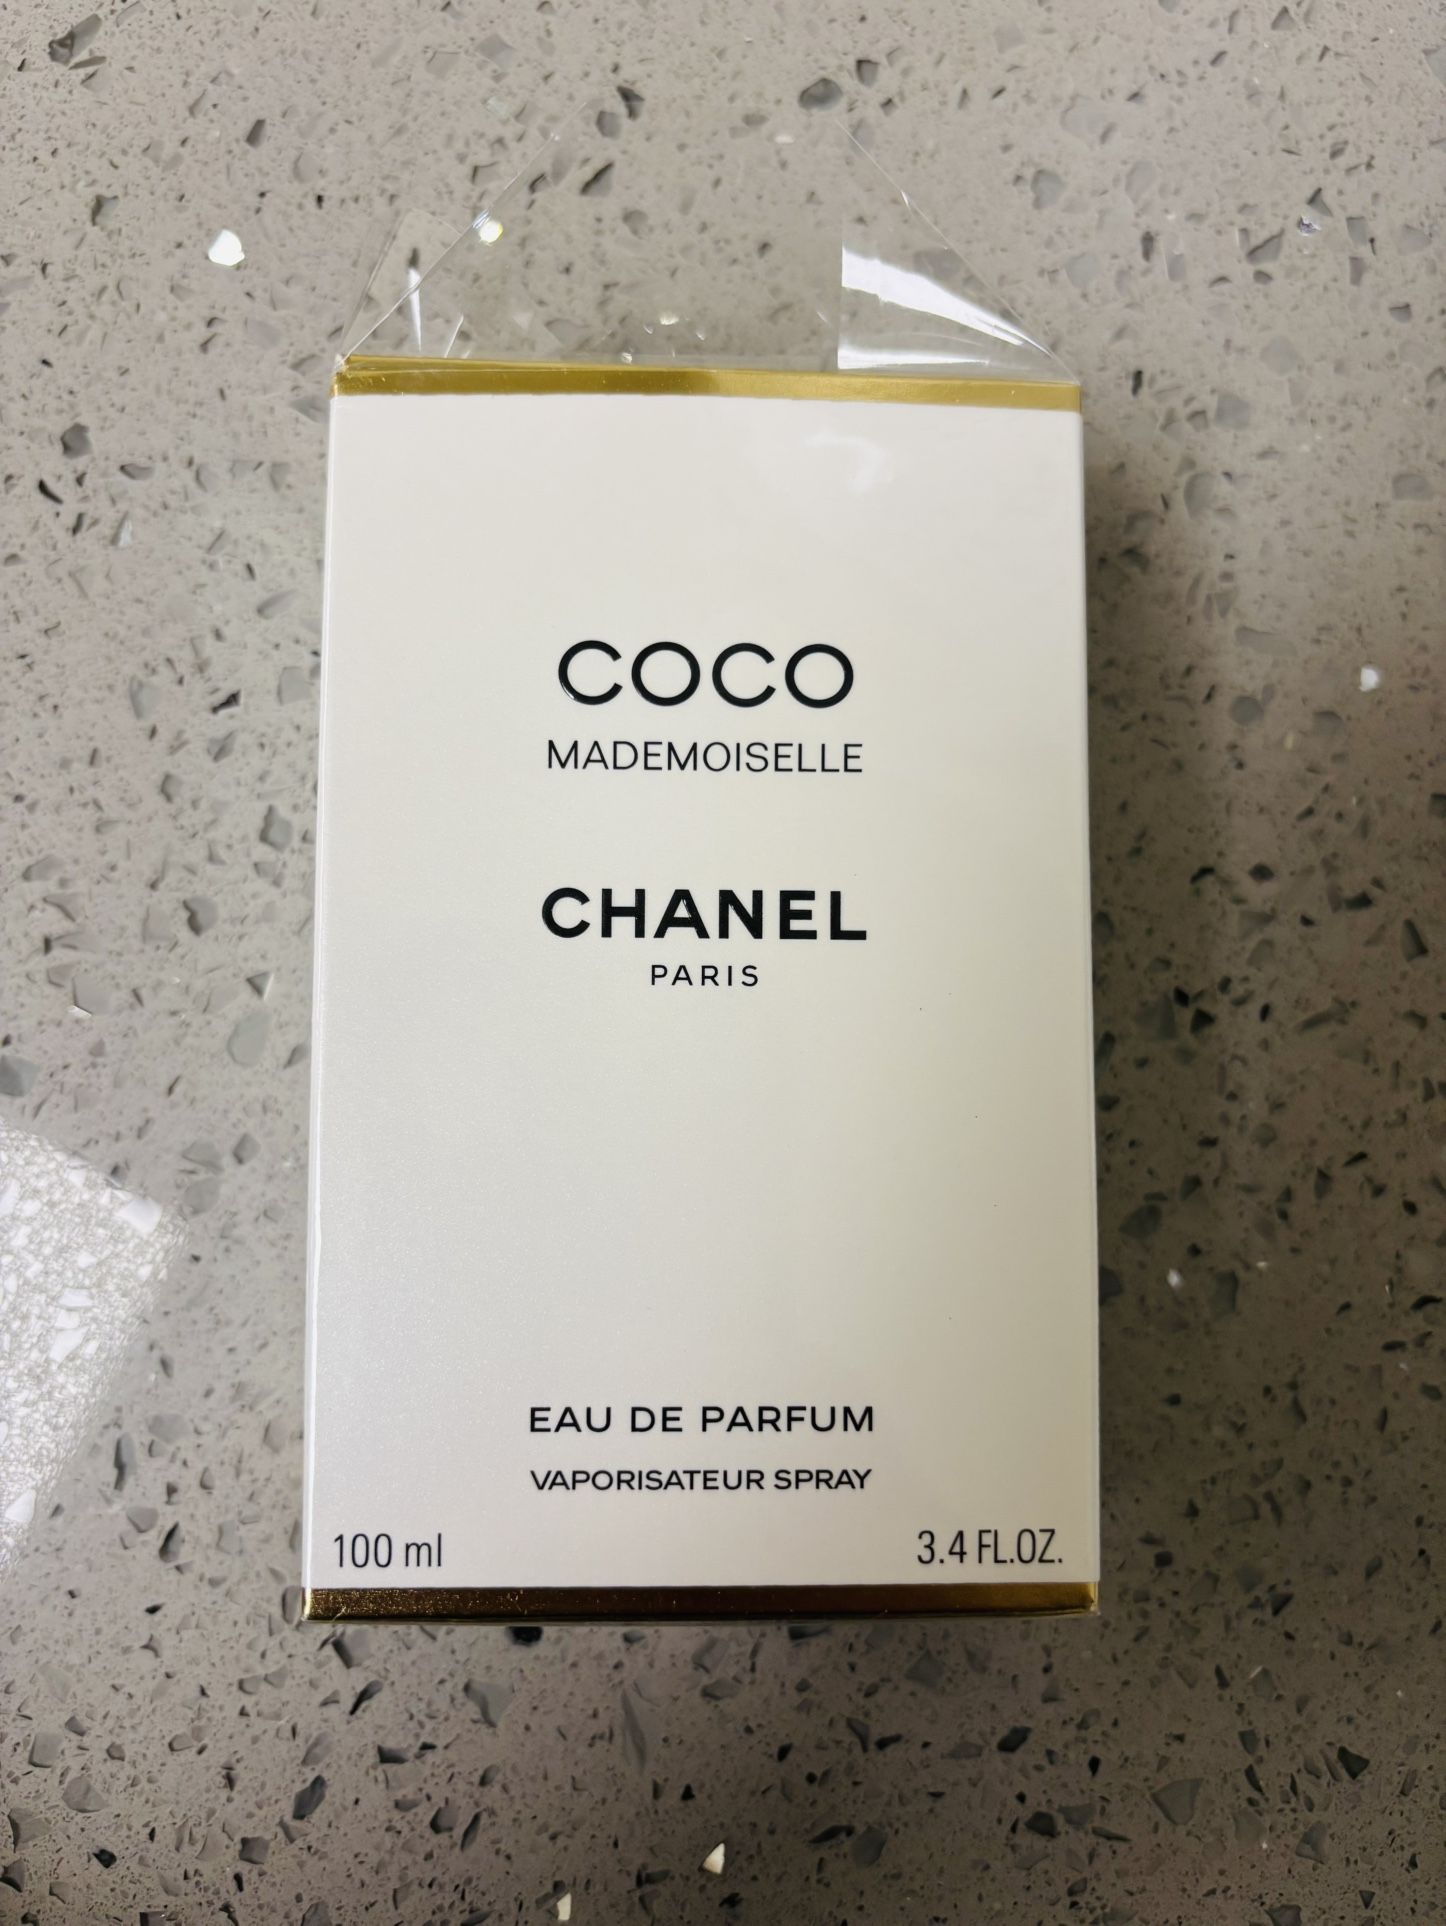 COCO
MADEMOISELLE
CHANEL
PARIS
EAU DE PARFUM
VAPORISATEUR SPRAY
100 ml 3.4 FL.OZ.